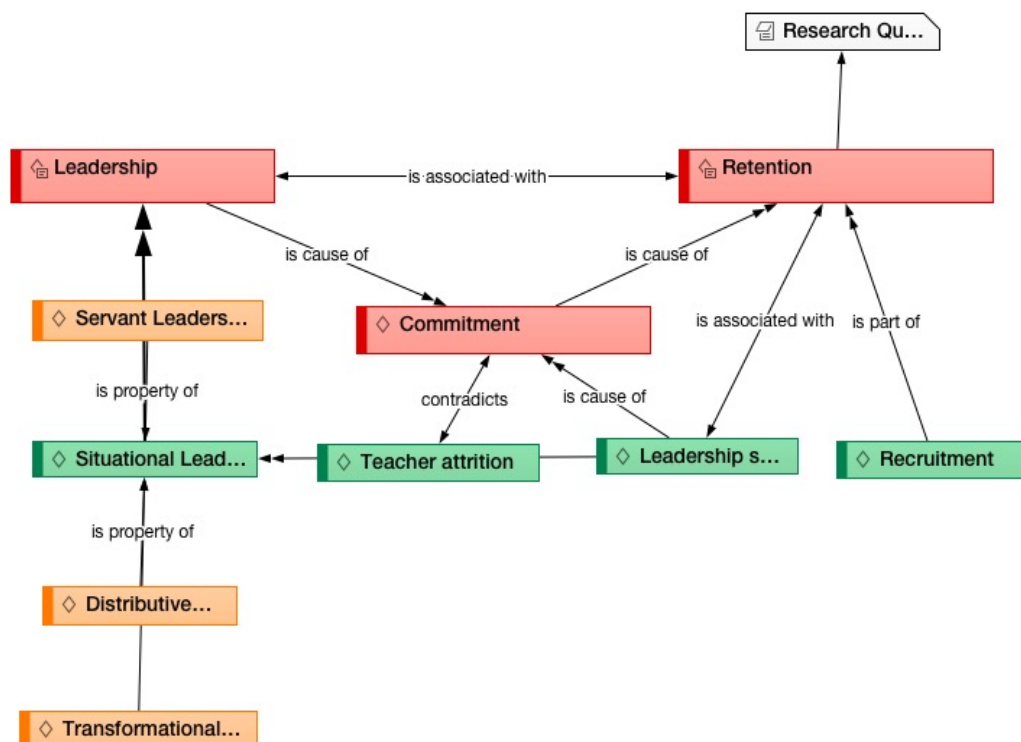 Research Qu...
Leadership
is associated with
Retention
is cause of
is cause of
Servant Leaders...
Commitment
is associated with
is part of
is property of
contradicts
is cause of
Situational Lead...
Teacher attrition
Leadership s...
Recruitment
is property of
Distributive...
Transformational...